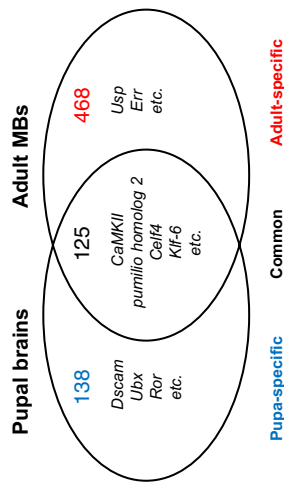 Pupal brains
Adult MBs
138
125
468
Dscam
Ubx
Ror
etc.
CaMKII
pumilio homolog 2
Celf4
Klf-6
etc.
Usp
Err
etc.
Pupa-specific
Common
Adult-specific